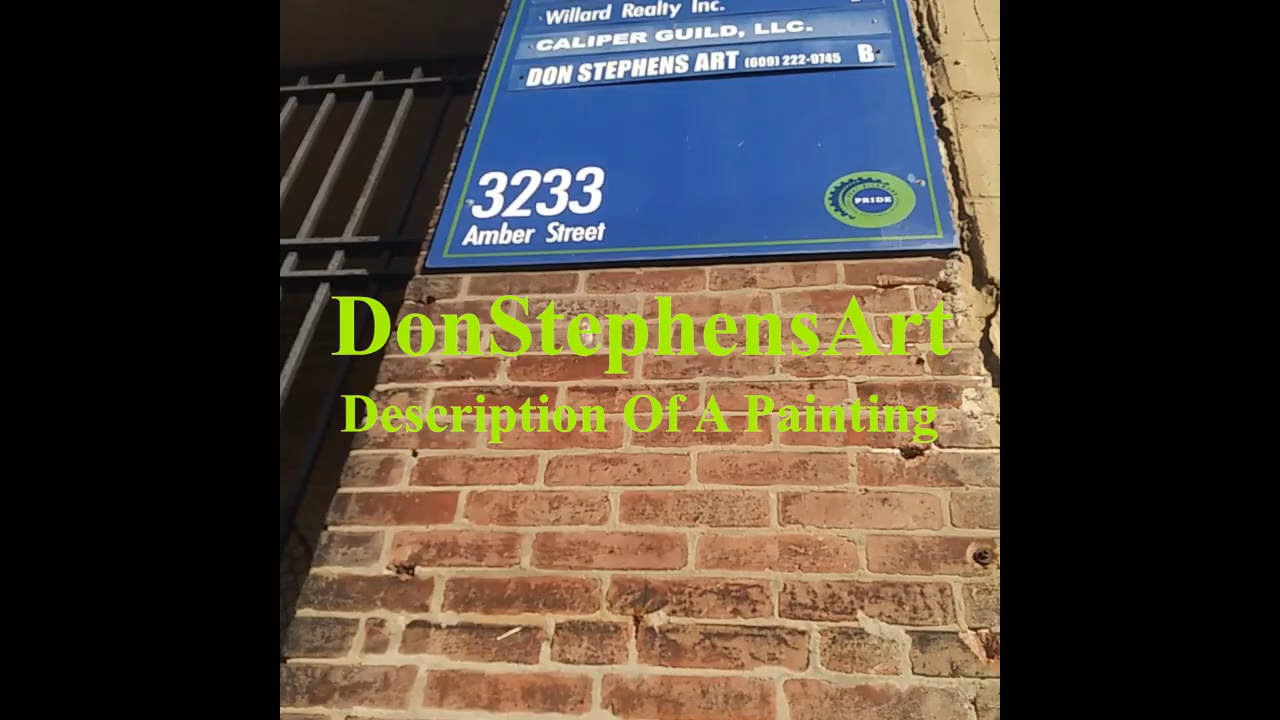 Willard Realty Inc.
CALIPER GUILD, LLC.
DON STEPHENS ART (609) 222-9745 B
3233
Amber Street
PRIDE
DonStephensArt
Description Of A Painting